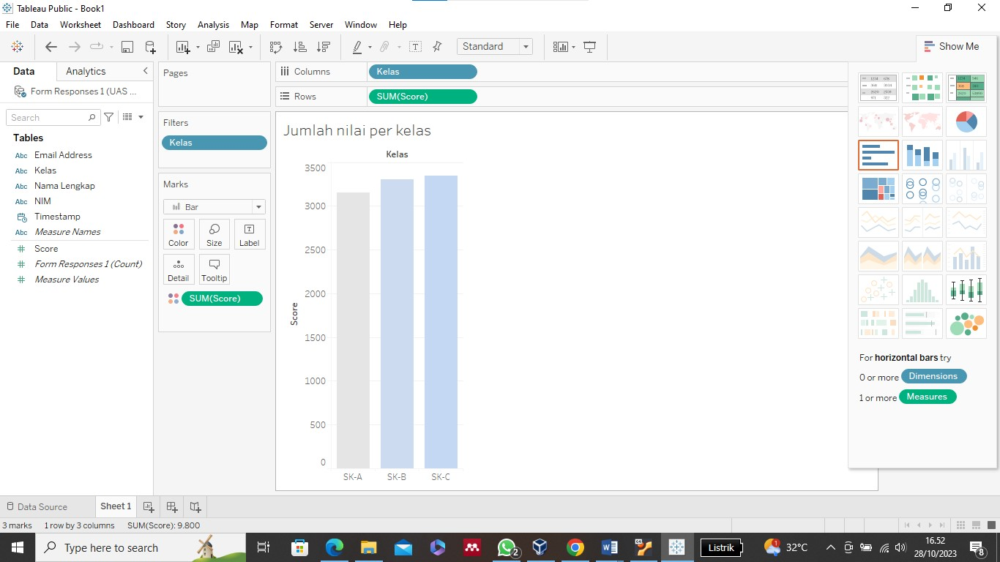 Tableau Public - Book1
File Data Worksheet Dashboard Story Analysis Map Format Server Window Help
Standard
Show Me
Data Analytics
Form Responses 1 (UAS ...
Search
Tables
Abc Email Address
Abc Kelas
Abc Nama Lengkap
Abc NIM
Timestamp
Abc Measure Names
Score
Form Responses 1 (Count)
Measure Values
Pages
Filters
Kelas
Marks
Bar
Color Size Label
Detail Tooltip
SUM(Score)
Columns Kelas
Rows SUM(Score)
Jumlah nilai per kelas
Kelas
3500
3000
2500
2000
1500
1000
500
0
Score
SK-A SK-B SK-C
For horizontal bars try
0 or more Dimensions
1 or more Measures
Data Source Sheet 1
3 marks 1 row by 3 columns SUM(Score): 9.800
Type here to search
2
Listrik
1
32°C
16.52
28/10/2023
8